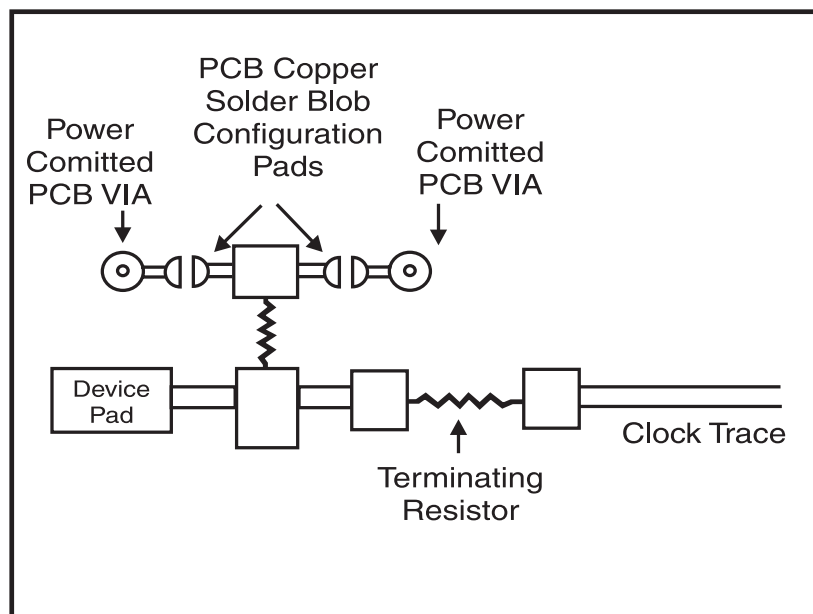 PCB Copper
Solder Blob
Configuration
Pads
Power
Comitted
PCB VIA
Power
Comitted
PCB VIA
Device
Pad
Clock Trace
Terminating
Resistor